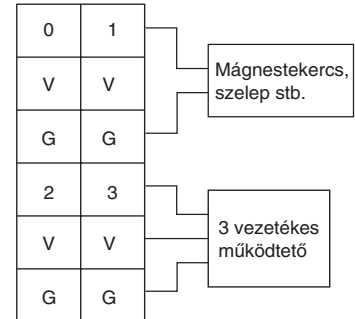 0 1
V V
G G
2 3
V V
G G
Mágnestekercs,
szelep stb.
3 vezetékes
működtető